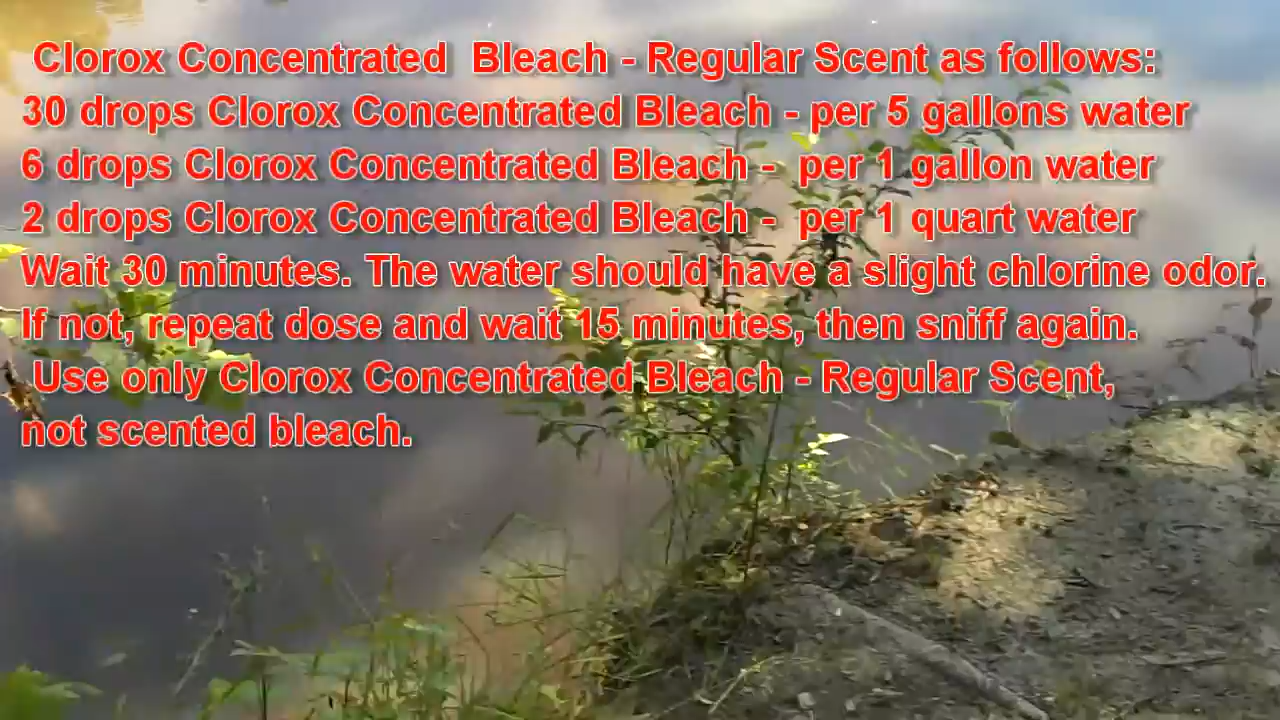 Clorox Concentrated Bleach - Regular Scent as follows:
30 drops Clorox Concentrated Bleach - per 5 gallons water
6 drops Clorox Concentrated Bleach - per 1 gallon water
2 drops Clorox Concentrated Bleach - per 1 quart water
Wait 30 minutes. The water should have a slight chlorine odor.
If not, repeat dose and wait 15 minutes, then sniff again.
Use only Clorox Concentrated Bleach - Regular Scent,
not scented bleach.